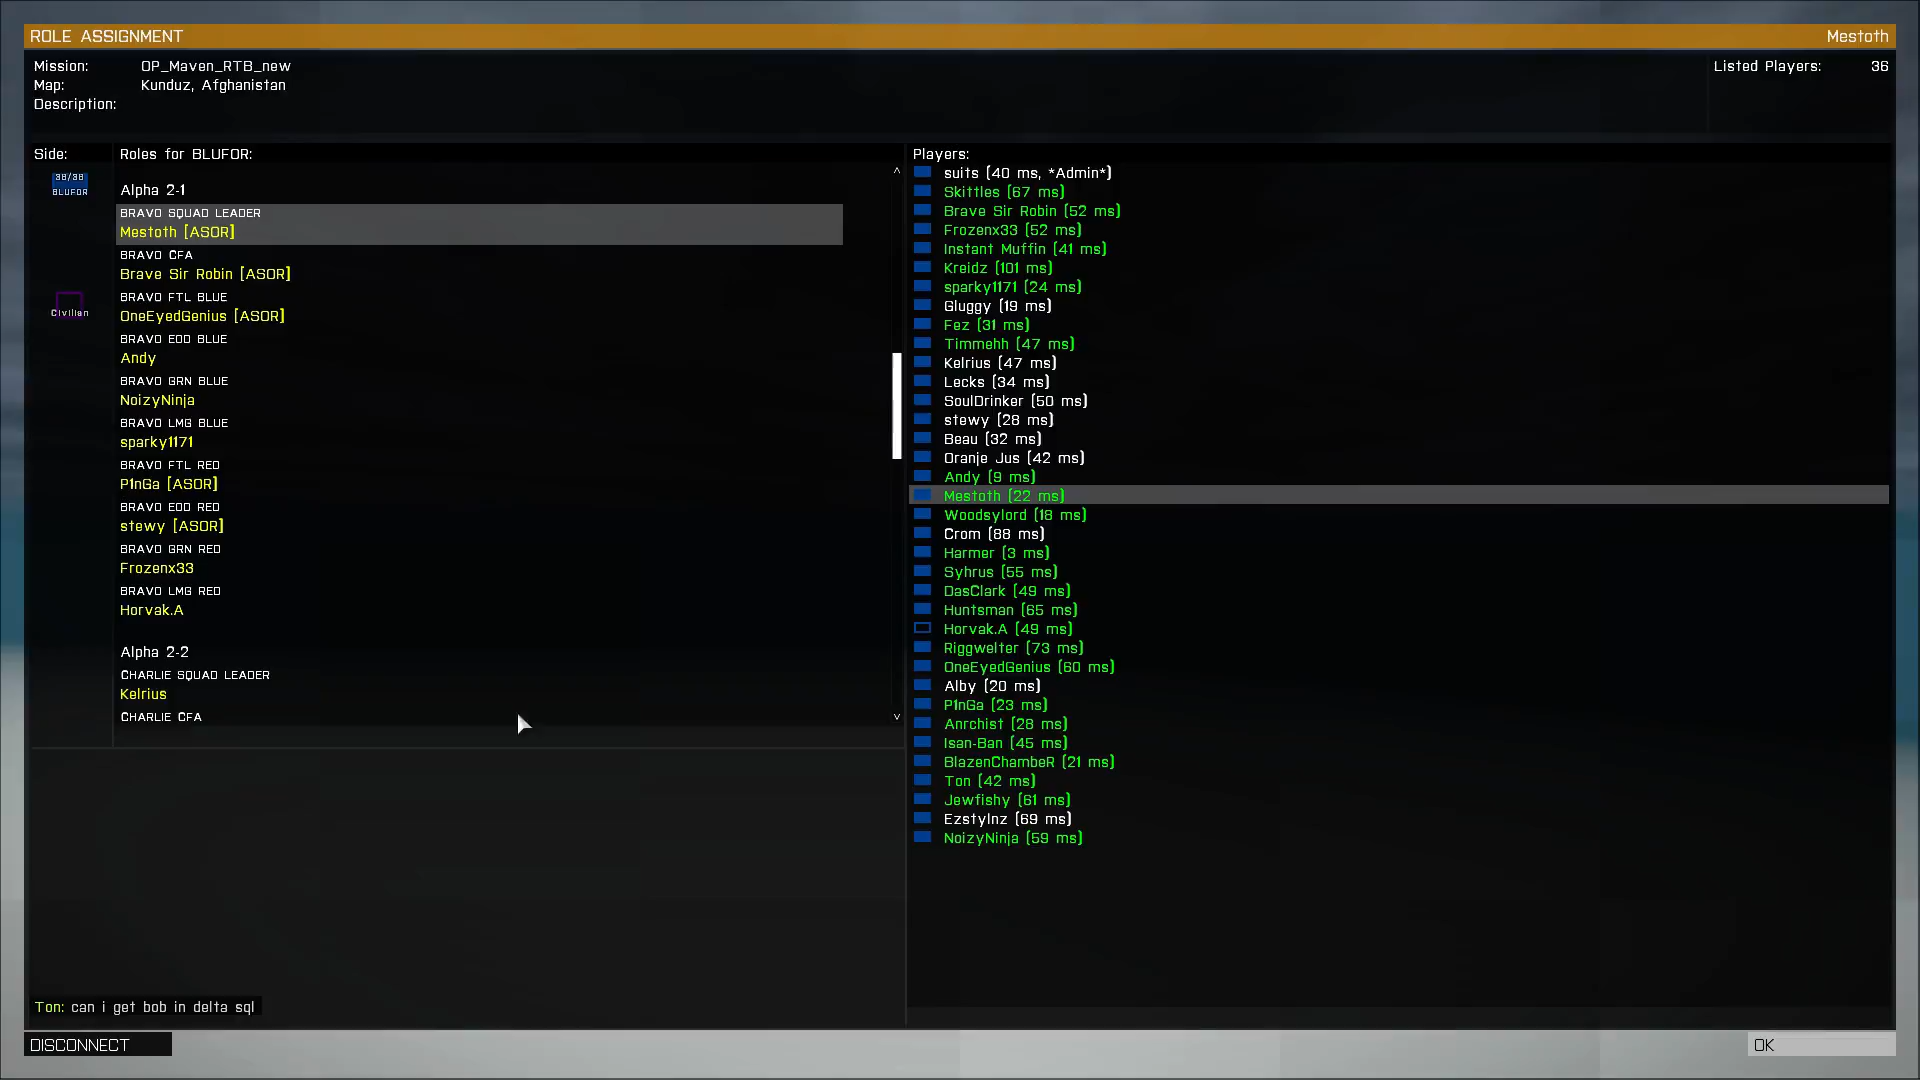 ROLE ASSIGNMENT
Mestoth
Mission: OP_Maven_RTB_new
Map: Kunduz, Afghanistan
Description:
Listed Players: 36
Side:
38/38
BLUFOR
Civilian
Roles for BLUFOR:
Alpha 2-1
BRAVO SQUAD LEADER
Mestoth [ASOR]
BRAVO CFA
Brave Sir Robin [ASOR]
BRAVO FTL BLUE
OneEyedGenius [ASOR]
BRAVO EOD BLUE
Andy
BRAVO GRN BLUE
NoizyNinja
BRAVO LMG BLUE
sparky1171
BRAVO FTL RED
P1nGa [ASOR]
BRAVO EOD RED
stewy [ASOR]
BRAVO GRN RED
Frozenx33
BRAVO LMG RED
Horvak.A
Alpha 2-2
CHARLIE SQUAD LEADER
Kelrius
CHARLIE CFA
Players:
suits (40 ms, *Admin*)
Skittles (67 ms)
Brave Sir Robin (52 ms)
Frozenx33 (52 ms)
Instant Muffin (41 ms)
Kreidz (101 ms)
sparky1171 (24 ms)
Gluggy (19 ms)
Fez (31 ms)
Timmehh (47 ms)
Kelrius (47 ms)
Lecks (34 ms)
SoulDrinker (50 ms)
stewy (28 ms)
Beau (32 ms)
Oranje Jus (42 ms)
Andy (9 ms)
Mestoth (22 ms)
Woodsylord (18 ms)
Crom (88 ms)
Harmer (3 ms)
Syhrus (55 ms)
DasClark (49 ms)
Huntsman (65 ms)
Horvak.A (49 ms)
Riggwelter (73 ms)
OneEyedGenius (60 ms)
Alby (20 ms)
P1nGa (23 ms)
Anrchist (28 ms)
Isan-Ban (45 ms)
BlazenChambeR (21 ms)
Ton (42 ms)
Jewfishy (61 ms)
Ezstylnz (69 ms)
NoizyNinja (59 ms)
Ton: can i get bob in delta sql
DISCONNECT
OK